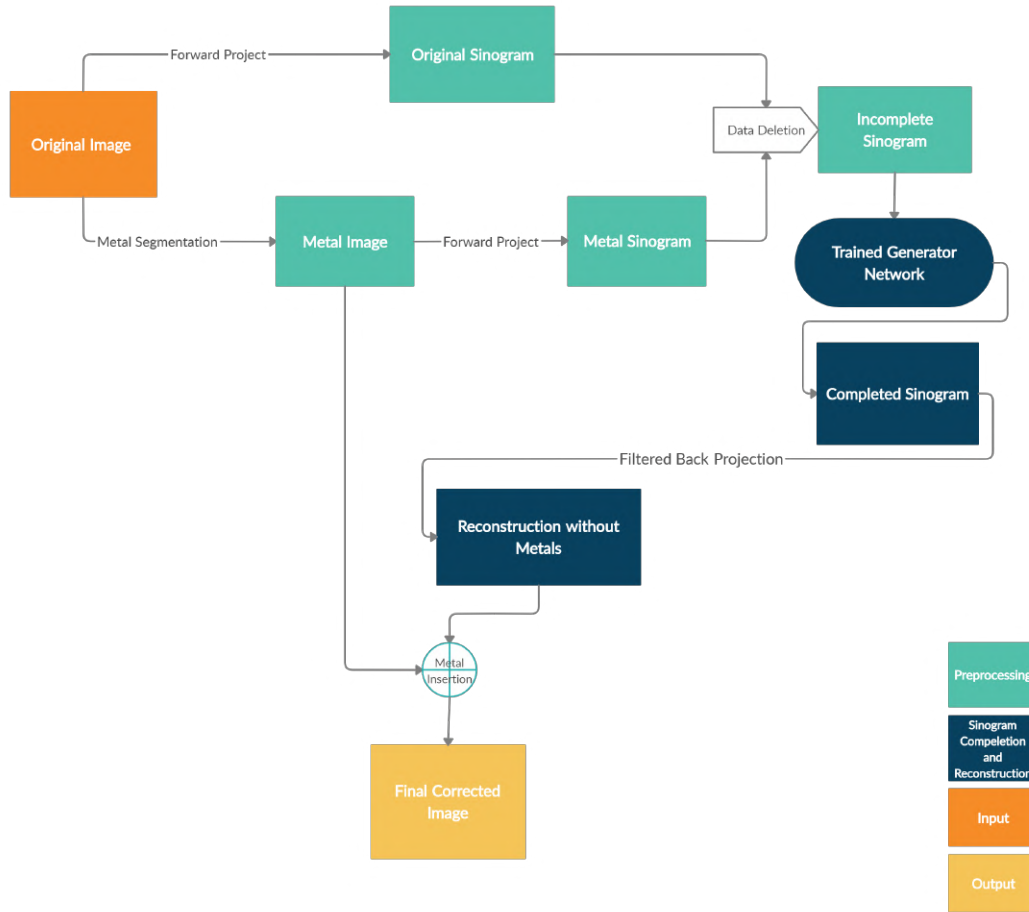 Forward Project
Original Sinogram
Original Image
Data Deletion
Incomplete
Sinogram
Metal Segmentation
Metal Image
Forward Project
Metal Sinogram
Trained Generator
Network
Completed Sinogram
Filtered Back Projection
Reconstruction without
Metals
Metal
Insertion
Final Corrected
Image
Preprocessing
Sinogram
Compeletion
and
Reconstruction
Input
Output